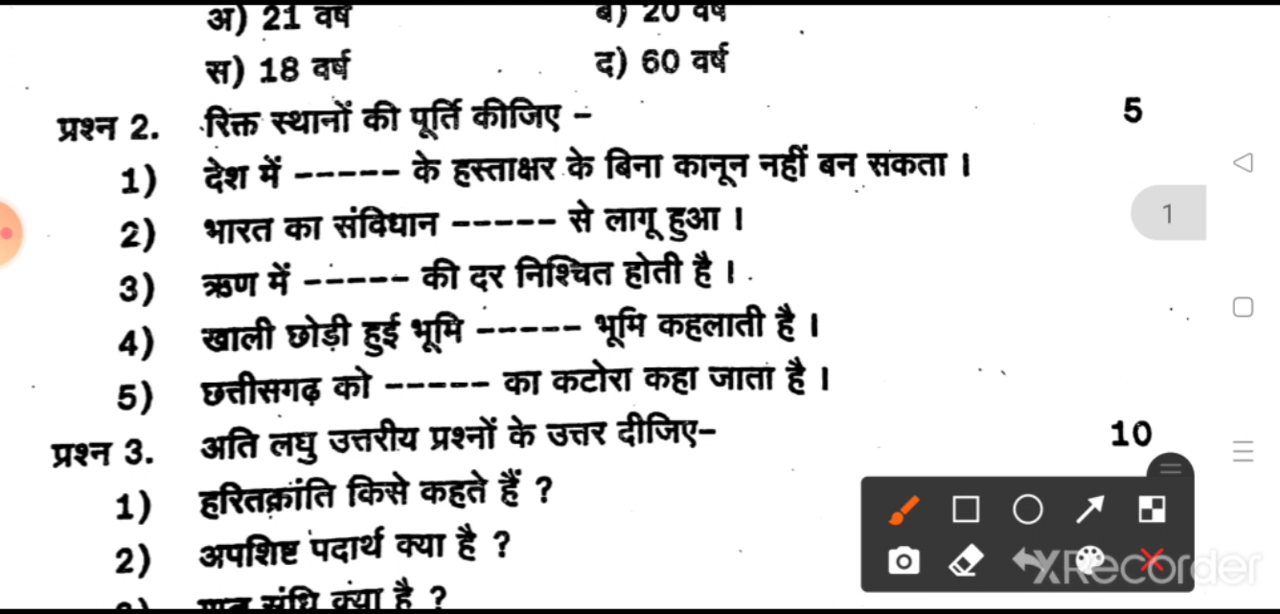 अ) 21 वर्ष ब) 20 वर्ष
स) 18 वर्ष द) 60 वर्ष
प्रश्न 2. रिक्त स्थानों की पूर्ति कीजिए – 5
1) देश में ----- के हस्ताक्षर के बिना कानून नहीं बन सकता ।
2) भारत का संविधान ----- से लागू हुआ ।
1
3) ऋण में ----- की दर निश्चित होती है ।
4) खाली छोड़ी हुई भूमि ----- भूमि कहलाती है ।
5) छत्तीसगढ़ को ----- का कटोरा कहा जाता है ।
प्रश्न 3. अति लघु उत्तरीय प्रश्नों के उत्तर दीजिए– 10
1) हरितक्रांति किसे कहते हैं ?
2) अपशिष्ट पदार्थ क्या है ?
संधि क्या है ?
XRecorder